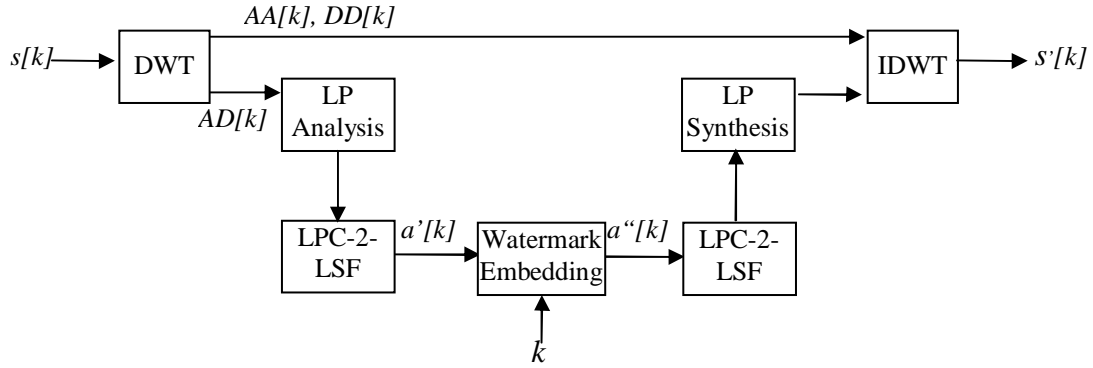 AA[k], DD[k]
s[k]
DWT
IDWT
s’[k]
AD[k]
LP
Analysis
LP
Synthesis
LPC-2-
LSF
a’[k]
Watermark
Embedding
a“[k]
LPC-2-
LSF
k